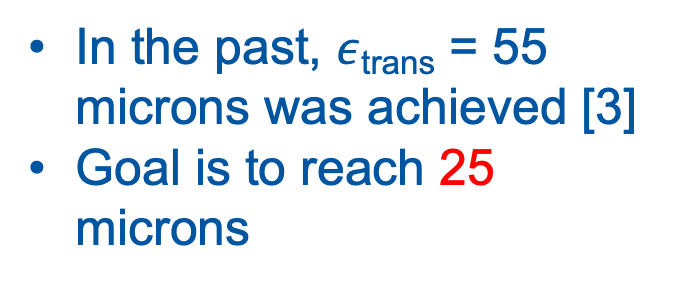 • In the past, ϵtrans = 55
microns was achieved [3]
• Goal is to reach 25
microns